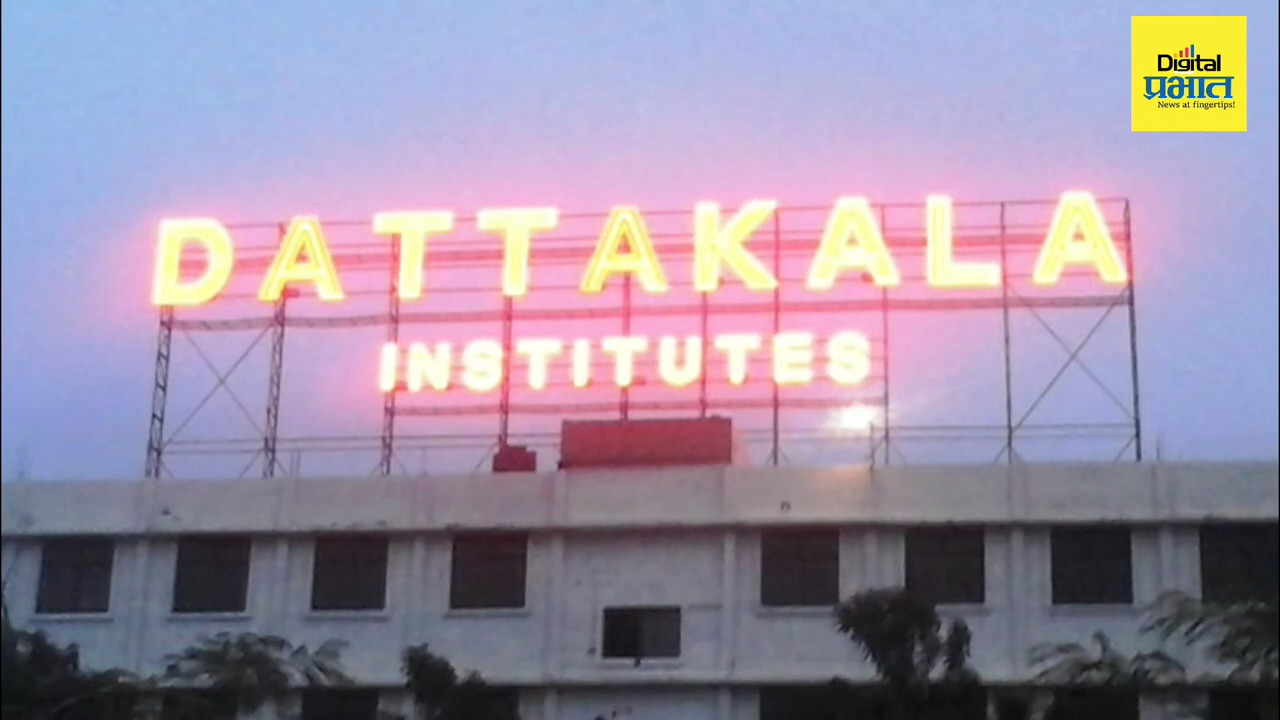 Digital
प्रभात
News at fingertips!
DATTAKALA
INSTITUTES